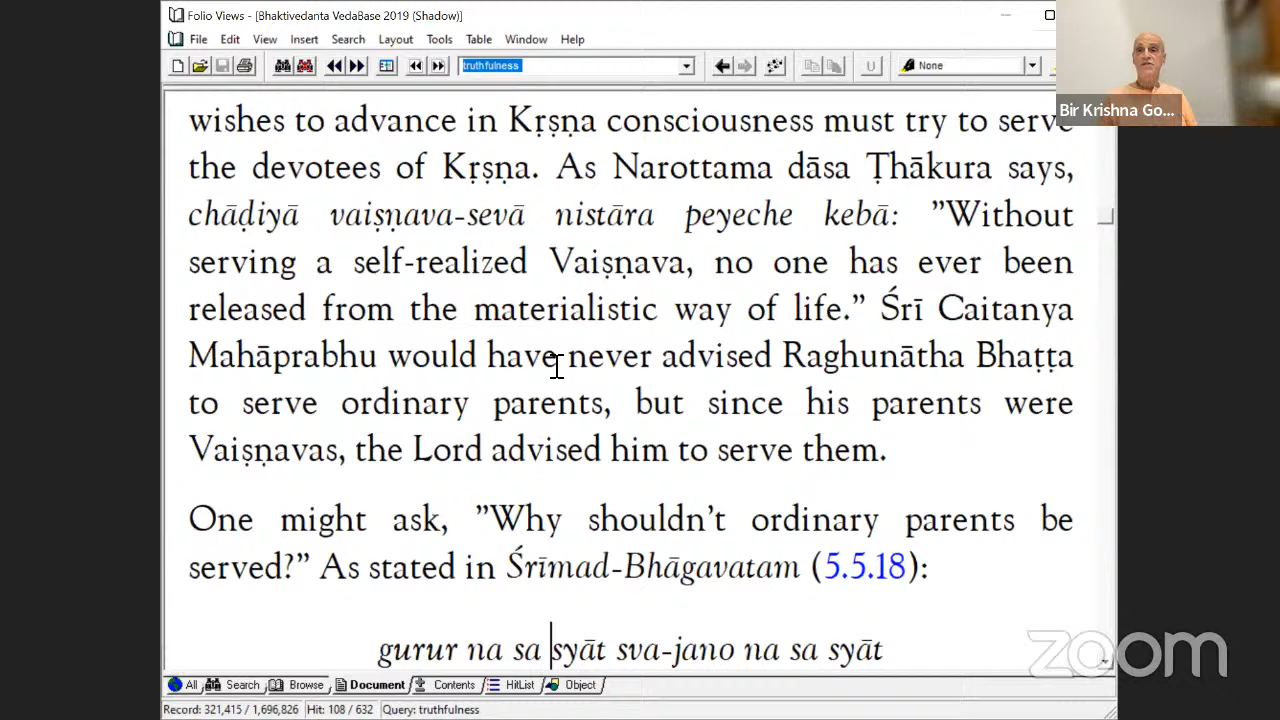 Folio Views - [Bhaktivedanta VedaBase 2019 (Shadow)]
File Edit View Insert Search Layout Tools Table Window Help
truthfulness
None
Bir Krishna Go...
wishes to advance in Kṛṣṇa consciousness must try to serve
the devotees of Kṛṣṇa. As Narottama dāsa Ṭhākura says,
chāḍiyā vaiṣṇava-sevā nistāra peyeche kebā: "Without
serving a self-realized Vaiṣṇava, no one has ever been
released from the materialistic way of life." Śrī Caitanya
Mahāprabhu would have never advised Raghunātha Bhaṭṭa
to serve ordinary parents, but since his parents were
Vaiṣṇavas, the Lord advised him to serve them.
One might ask, "Why shouldn't ordinary parents be
served?" As stated in Śrīmad-Bhāgavatam (5.5.18):
gurur na sa syāt sva-jano na sa syāt
zoom
All Search Browse Document Contents HitList Object
Record: 321,415 / 1,696,826 Hit: 108 / 632 Query: truthfulness